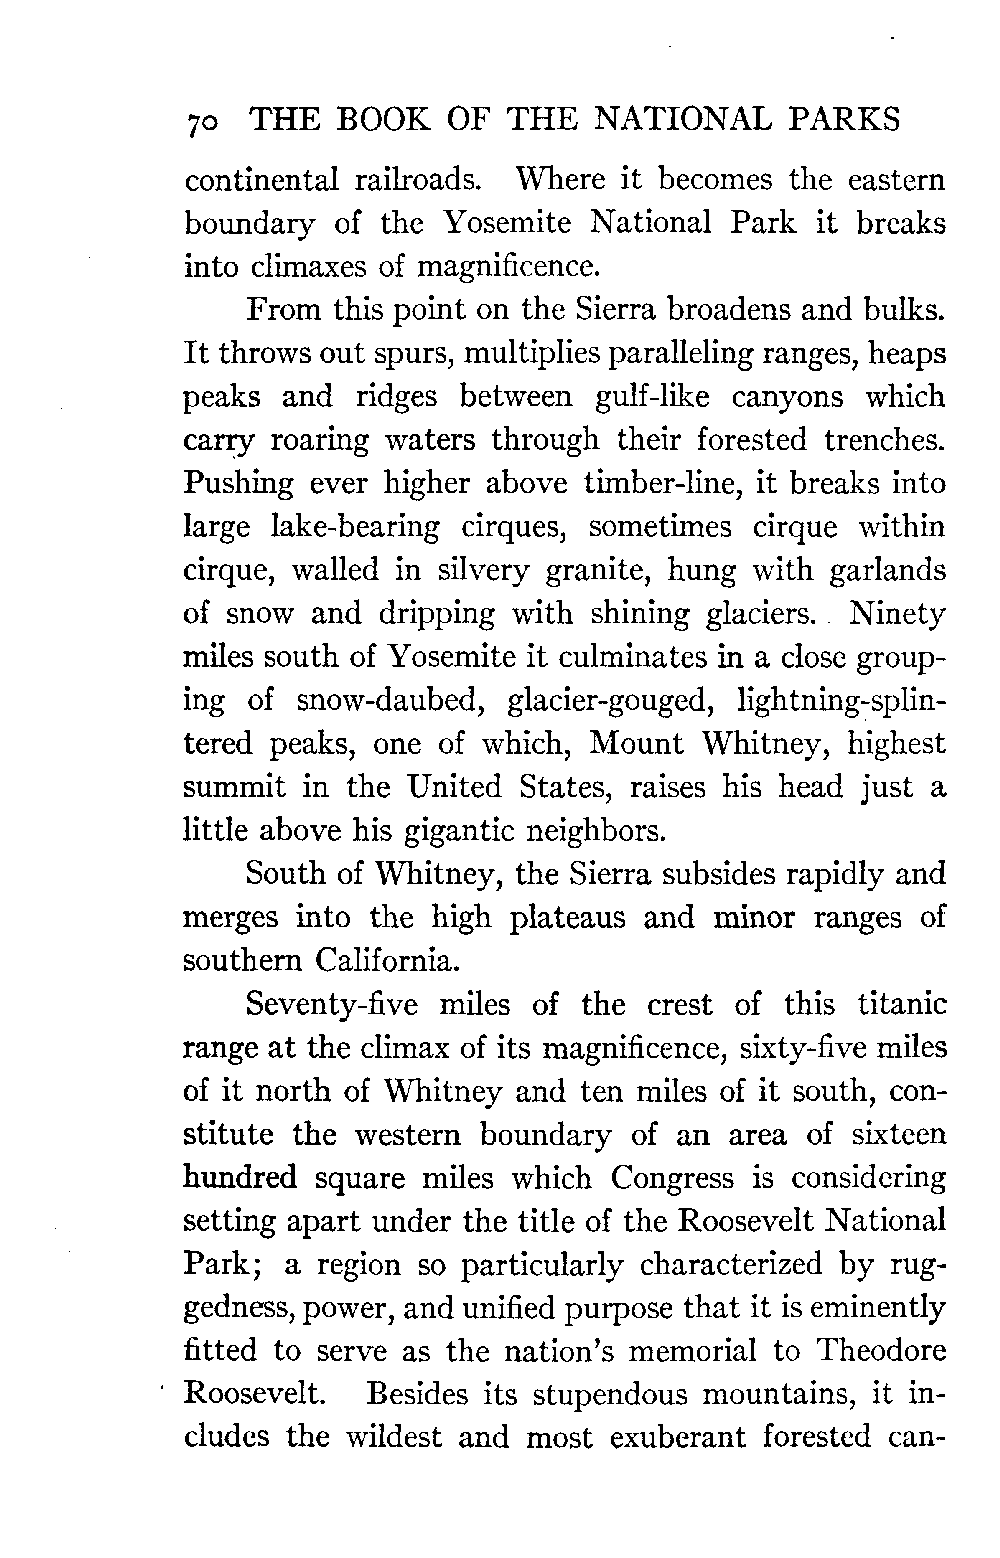 70 THE BOOK OF THE NATIONAL PARKS
continental railroads. Where it becomes the eastern
boundary of the Yosemite National Park it breaks
into climaxes of magnificence.
From this point on the Sierra broadens and bulks.
It throws out spurs, multiplies paralleling ranges, heaps
peaks and ridges between gulf-like canyons which
carry roaring waters through their forested trenches.
Pushing ever higher above timber-line, it breaks into
large lake-bearing cirques, sometimes cirque within
cirque, walled in silvery granite, hung with garlands
of snow and dripping with shining glaciers. Ninety
miles south of Yosemite it culminates in a close group-
ing of snow-daubed, glacier-gouged, lightning-splin-
tered peaks, one of which, Mount Whitney, highest
summit in the United States, raises his head just a
little above his gigantic neighbors.
South of Whitney, the Sierra subsides rapidly and
merges into the high plateaus and minor ranges of
southern California.
Seventy-five miles of the crest of this titanic
range at the climax of its magnificence, sixty-five miles
of it north of Whitney and ten miles of it south, con-
stitute the western boundary of an area of sixteen
hundred square miles which Congress is considering
setting apart under the title of the Roosevelt National
Park; a region so particularly characterized by rug-
gedness, power, and unified purpose that it is eminently
fitted to serve as the nation's memorial to Theodore
Roosevelt. Besides its stupendous mountains, it in-
cludes the wildest and most exuberant forested can-